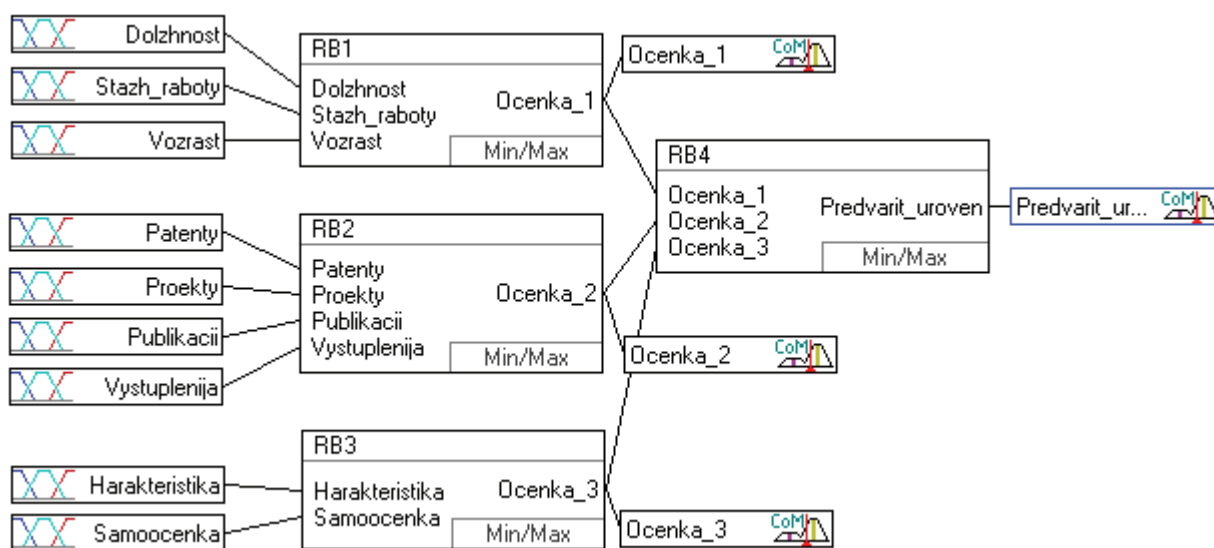 Dolzhnost
Stazh_raboty
Vozrast
RB1
Dolzhnost
Stazh_raboty
Vozrast
Ocenka_1
Min/Max
Ocenka_1
CoM
Patenty
Proekty
Publikacii
Vystuplenija
RB2
Patenty
Proekty
Publikacii
Vystuplenija
Ocenka_2
Min/Max
Ocenka_2
CoM
RB4
Ocenka_1
Ocenka_2
Ocenka_3
Predvarit_uroven
Min/Max
Predvarit_ur...
CoM
Harakteristika
Samoocenka
RB3
Harakteristika
Samoocenka
Ocenka_3
Min/Max
Ocenka_3
CoM